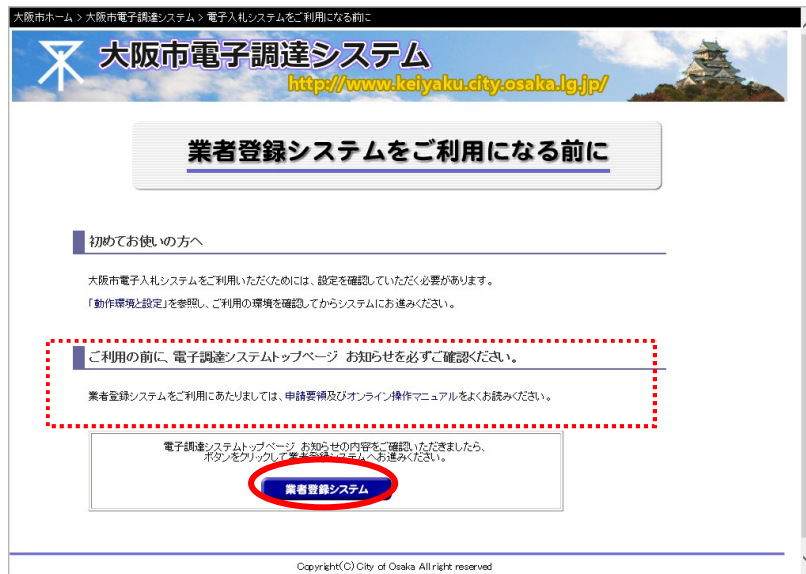 大阪市ホーム > 大阪市電子調達システム > 電子入札システムをご利用になる前に
大阪市電子調達システム
http://www.keiyaku.city.osaka.lg.jp/
業者登録システムをご利用になる前に
初めてお使いの方へ
大阪市電子入札システムをご利用いただくためには、設定を確認していただく必要があります。
「動作環境と設定」を参照し、ご利用の環境を確認してからシステムにお進みください。
ご利用の前に、電子調達システムトップページ お知らせを必ずご確認ください。
業者登録システムをご利用にあたりましては、申請要領及びオンライン操作マニュアルをよくお読みください。
電子調達システムトップページ お知らせの内容をご確認いただきましたら、
ボタンをクリックして業者登録システムへお進みください。
業者登録システム
Copyright(C) City of Osaka All right reserved